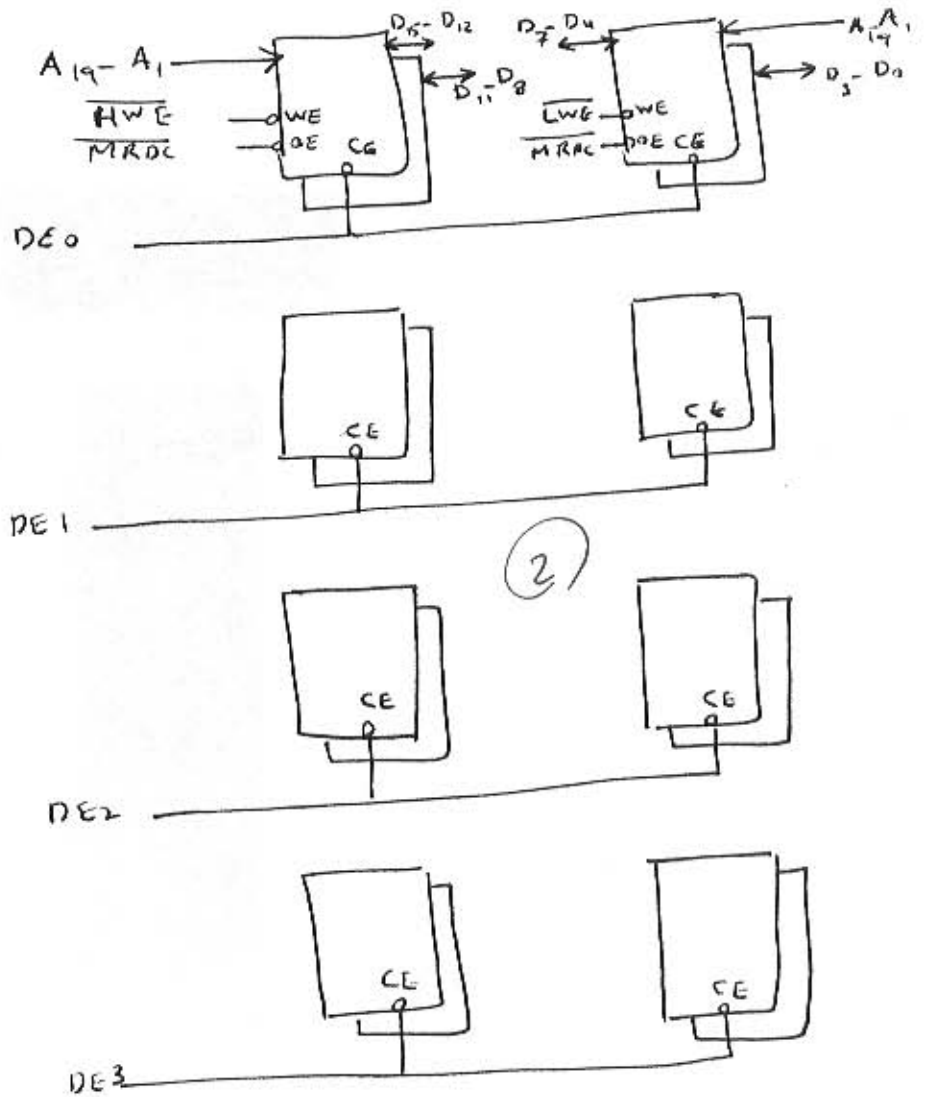 D15-D12 D7-D4 A19-A1
A19-A1 D11-D8 D3-D0
HWE WE LWE WE
MRDC OE CE MRDC OE CE
DE0
CE CE
DE1
2
CE CE
DE2
CE CE
DE3